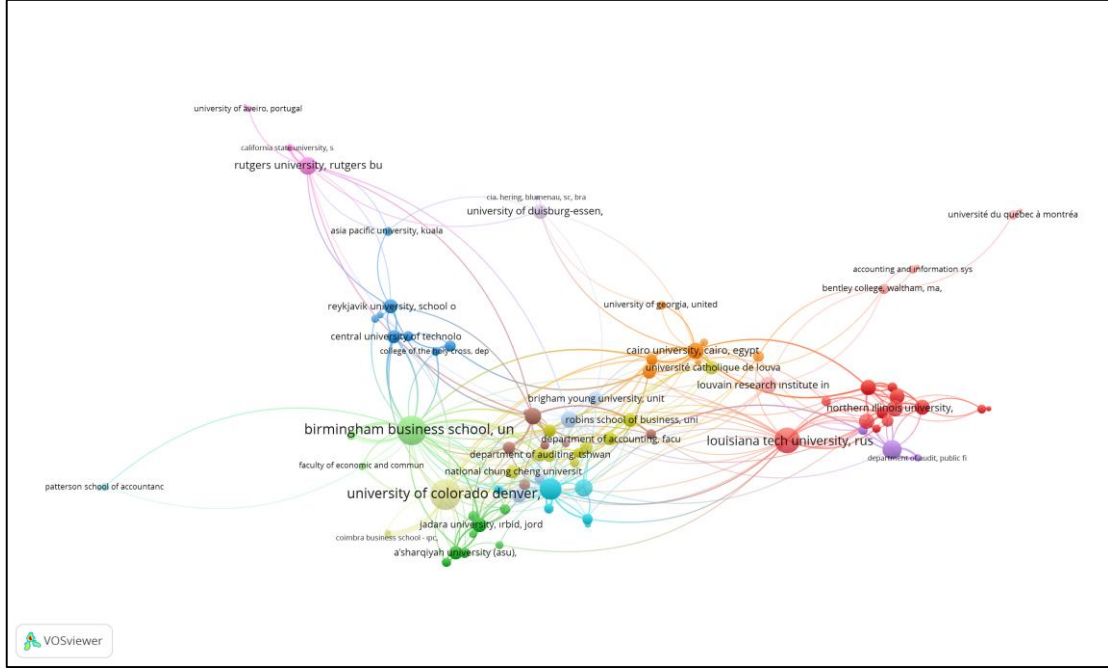 university of aveiro, portugal
california state university, s
rutgers university, rutgers bu
cia. hering, blumenau, sc, bra
university of duisburg-essen,
université du québec à montréa
asia pacific university, kuala
accounting and information sys
bentley college, waltham, ma,
reykjavik university, school o
university of georgia, united
central university of technolo
college of the holy cross, dep
cairo university, cairo, egypt
université catholique de louva
louvain research institute in
brigham young university, unit
northern illinois university,
robins school of business, uni
birmingham business school, un
department of accounting, facu
louisiana tech university, rus
department of auditing, tshwan
department of audit, public fi
faculty of economic and commun
national chung cheng universit
patterson school of accountanc
university of colorado denver,
jadara university, irbid, jord
coimbra business school - ipc,
a'sharqiyah university (asu),
VOSviewer